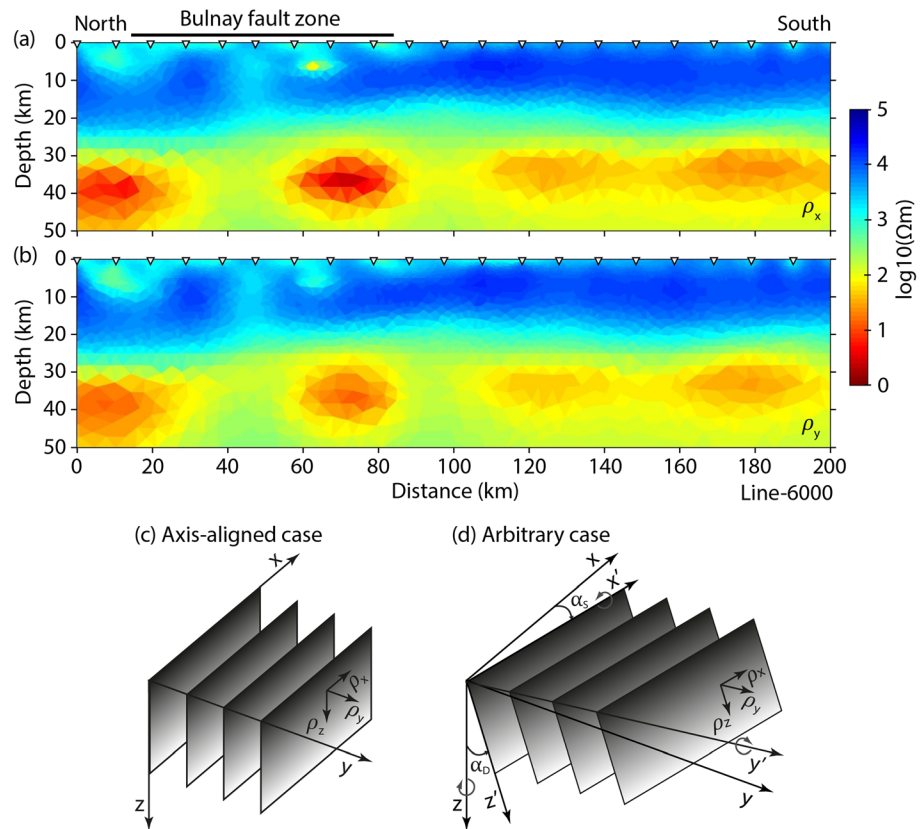 North Bulnay fault zone South
(a)
0
10
20
30
40
50
Depth (km)
ρx
5
4
3
2
1
0
log10(Ωm)
(b)
0
10
20
30
40
50
Depth (km)
ρy
0 20 40 60 80 100 120 140 160 180 200
Distance (km) Line-6000
(c) Axis-aligned case
x
ρx
ρy
ρz
y
z
(d) Arbitrary case
x
x'
αS
ρx
ρy
ρz
αD
y'
y
z
z'